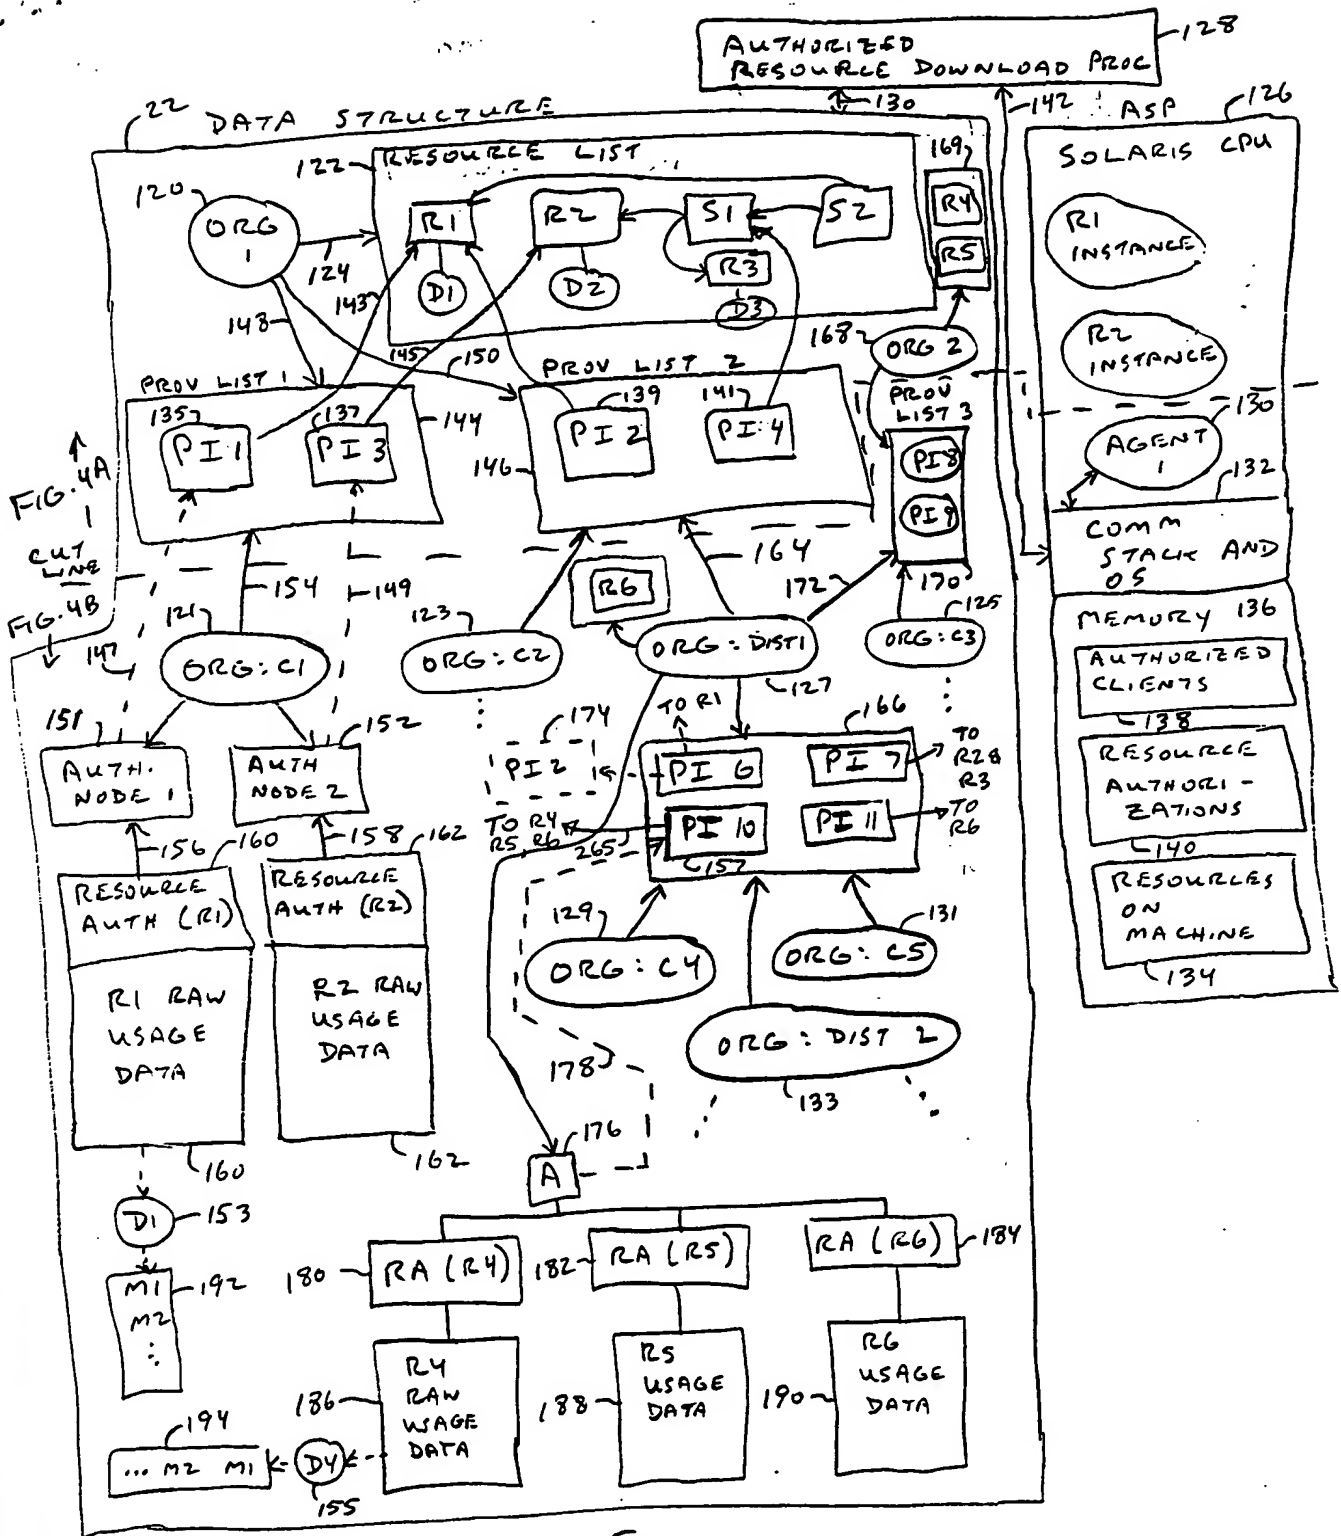 AUTHORIZED
RESOURCE DOWNLOAD PROC
128
22
DATA STRUCTURE
130
142
ASP
126
122
RESOURCE LIST
169
SOLARIS CPU
120
ORG
1
R1
R2
S1
S2
R4
R5
R3
124
D1
D2
D3
R1
INSTANCE
148
143
145
150
168
ORG 2
R2
INSTANCE
PROV LIST 1
PROV LIST 2
PROV
LIST 3
135
137
144
139
141
170
PI 1
PI 3
PI 2
PI 4
146
PI 8
PI 9
130
AGENT
1
132
FIG. 4A
CUT
LINE
FIG. 4B
COMM
STACK AND
OS
154
149
164
172
170
R6
121
123
125
147
ORG: C1
ORG: C2
ORG: DIST1
ORG: C3
127
MEMORY 136
AUTHORIZED
CLIENTS
138
151
152
174
TO R1
166
AUTH.
NODE 1
AUTH
NODE 2
PI 2
PI 6
PI 7
TO
R2 &
R3
RESOURCE
AUTHORI-
ZATIONS
140
TO R4
R5, R6
265
PI 10
PI 11
TO
R6
157
156
160
158
162
RESOURCE
AUTH (R1)
RESOURCE
AUTH (R2)
RESOURCES
ON
MACHINE
134
129
131
ORG: C4
ORG: C5
R1 RAW
USAGE
DATA
R2 RAW
USAGE
DATA
ORG: DIST 2
133
178
160
162
176
A
D1
153
M1
M2
192
180
RA (R4)
182
RA (R5)
RA (R6)
184
186
R4
RAW
USAGE
DATA
188
R5
USAGE
DATA
190
R6
USAGE
DATA
194
... M2 M1
D4
155